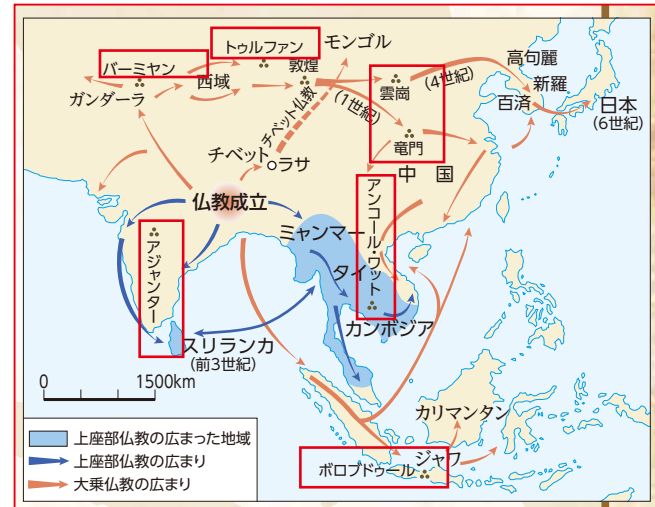 トゥルファン
モンゴル
バーミヤン
敦煌
西域
ガンダーラ
チベット仏教
(1世紀)
雲崗
(4世紀)
高句麗
新羅
百済
日本
(6世紀)
竜門
チベット
ラサ
中国
仏教成立
アジャンター
ミャンマー
タイ
アンコール・ワット
カンボジア
スリランカ
(前3世紀)
0 1500km
カリマンタン
ジャワ
ボロブドゥール
上座部仏教の広まった地域
上座部仏教の広まり
大乗仏教の広まり